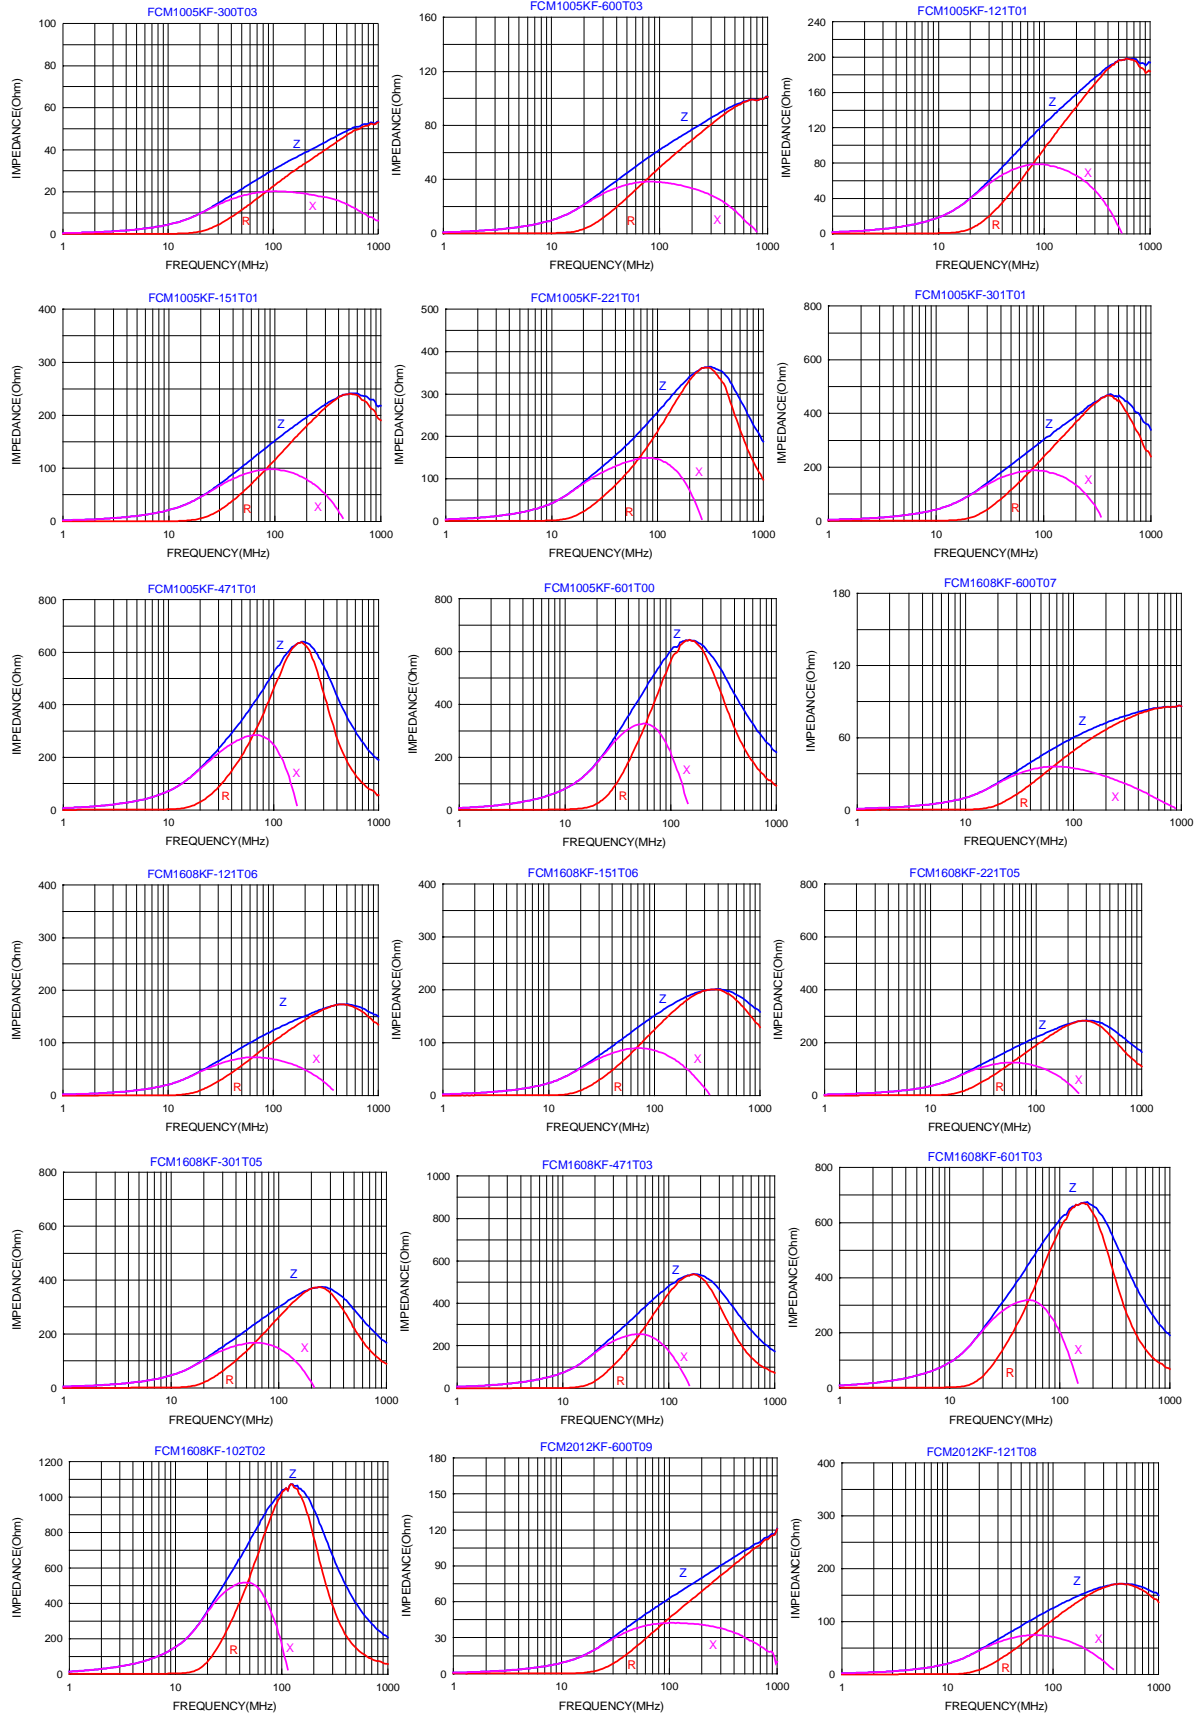 FCM1005KF-300T03
IMPEDANCE(Ohm)
100
80
60
40
20
0
Z
R
X
1 10 100 1000
FREQUENCY(MHz)
FCM1005KF-600T03
IMPEDANCE(Ohm)
160
120
80
40
0
Z
R
X
1 10 100 1000
FREQUENCY(MHz)
FCM1005KF-121T01
IMPEDANCE(Ohm)
240
200
160
120
80
40
0
Z
X
R
1 10 100 1000
FREQUENCY(MHz)
FCM1005KF-151T01
IMPEDANCE(Ohm)
400
300
200
100
0
Z
R
X
1 10 100 1000
FREQUENCY(MHz)
FCM1005KF-221T01
IMPEDANCE(Ohm)
500
400
300
200
100
0
Z
X
R
1 10 100 1000
FREQUENCY(MHz)
FCM1005KF-301T01
IMPEDANCE(Ohm)
800
600
400
200
0
Z
X
R
1 10 100 1000
FREQUENCY(MHz)
FCM1005KF-471T01
IMPEDANCE(Ohm)
800
600
400
200
0
Z
X
R
1 10 100 1000
FREQUENCY(MHz)
FCM1005KF-601T00
IMPEDANCE(Ohm)
800
600
400
200
0
Z
X
R
1 10 100 1000
FREQUENCY(MHz)
FCM1608KF-600T07
IMPEDANCE(Ohm)
180
120
60
0
Z
R
X
1 10 100 1000
FREQUENCY(MHz)
FCM1608KF-121T06
IMPEDANCE(Ohm)
400
300
200
100
0
Z
X
R
1 10 100 1000
FREQUENCY(MHz)
FCM1608KF-151T06
IMPEDANCE(Ohm)
400
300
200
100
0
Z
X
R
1 10 100 1000
FREQUENCY(MHz)
FCM1608KF-221T05
IMPEDANCE(Ohm)
800
600
400
200
0
Z
X
R
1 10 100 1000
FREQUENCY(MHz)
FCM1608KF-301T05
IMPEDANCE(Ohm)
800
600
400
200
0
Z
X
R
1 10 100 1000
FREQUENCY(MHz)
FCM1608KF-471T03
IMPEDANCE(Ohm)
1000
800
600
400
200
0
Z
X
R
1 10 100 1000
FREQUENCY(MHz)
FCM1608KF-601T03
IMPEDANCE(Ohm)
800
600
400
200
0
Z
X
R
1 10 100 1000
FREQUENCY(MHz)
FCM1608KF-102T02
IMPEDANCE(Ohm)
1200
1000
800
600
400
200
0
Z
X
R
1 10 100 1000
FREQUENCY(MHz)
FCM2012KF-600T09
IMPEDANCE(Ohm)
180
150
120
90
60
30
0
Z
X
R
1 10 100 1000
FREQUENCY(MHz)
FCM2012KF-121T08
IMPEDANCE(Ohm)
400
300
200
100
0
Z
X
R
1 10 100 1000
FREQUENCY(MHz)